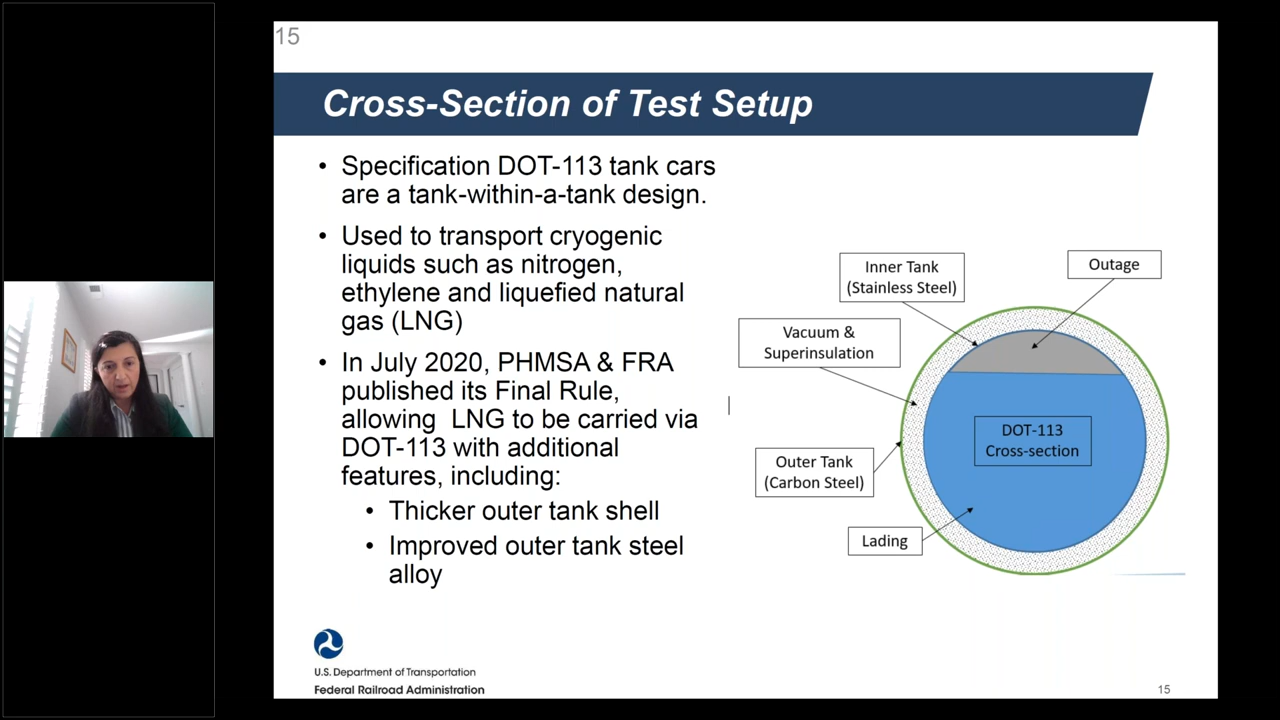 15
Cross-Section of Test Setup
• Specification DOT-113 tank cars
are a tank-within-a-tank design.
• Used to transport cryogenic
liquids such as nitrogen,
ethylene and liquefied natural
gas (LNG)
• In July 2020, PHMSA & FRA
published its Final Rule,
allowing LNG to be carried via
DOT-113 with additional
features, including:
• Thicker outer tank shell
• Improved outer tank steel
alloy
Inner Tank
(Stainless Steel)
Outage
Vacuum &
Superinsulation
DOT-113
Cross-section
Outer Tank
(Carbon Steel)
Lading
U.S. Department of Transportation
Federal Railroad Administration
15